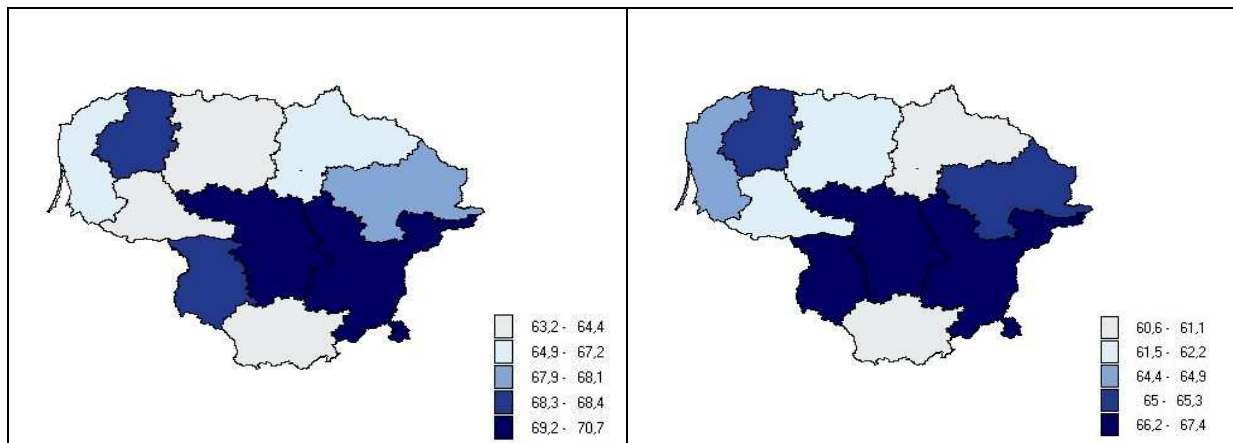 63,2 - 64,4
64,9 - 67,2
67,9 - 68,1
68,3 - 68,4
69,2 - 70,7
60,6 - 61,1
61,5 - 62,2
64,4 - 64,9
65 - 65,3
66,2 - 67,4